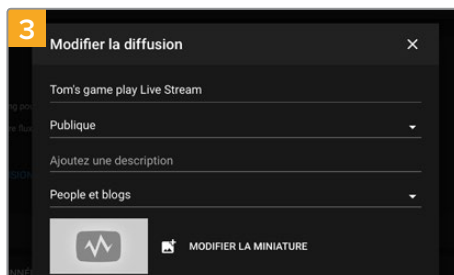 3
Modifier la diffusion
Tom's game play Live Stream
Publique
Ajoutez une description
People et blogs
MODIFIER LA MINIATURE